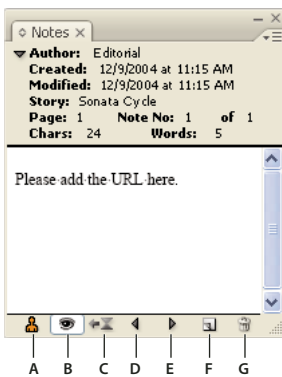 Notes
Author: Editorial
Created: 12/9/2004 at 11:15 AM
Modified: 12/9/2004 at 11:15 AM
Story: Sonata Cycle
Page: 1 Note No: 1 of 1
Chars: 24 Words: 5
Please add the URL here.
A B C D E F G